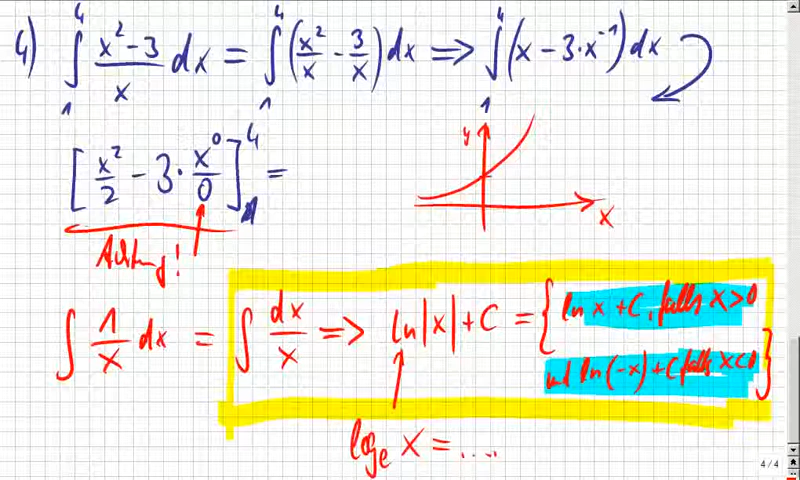 4) ∫₁⁴ (x²-3)/x dx = ∫₁⁴ (x²/x - 3/x) dx ⟹ ∫₁⁴ (x - 3·x⁻¹) dx
[x²/2 - 3·x⁰/0]₁⁴ =
y
x
Achtung!
∫ 1/x dx = ∫ dx/x ⟹ ln|x| + C = { ln x + C, falls x>0
und ln(-x) + C falls x<0 }
logₑ x = .....
4/4